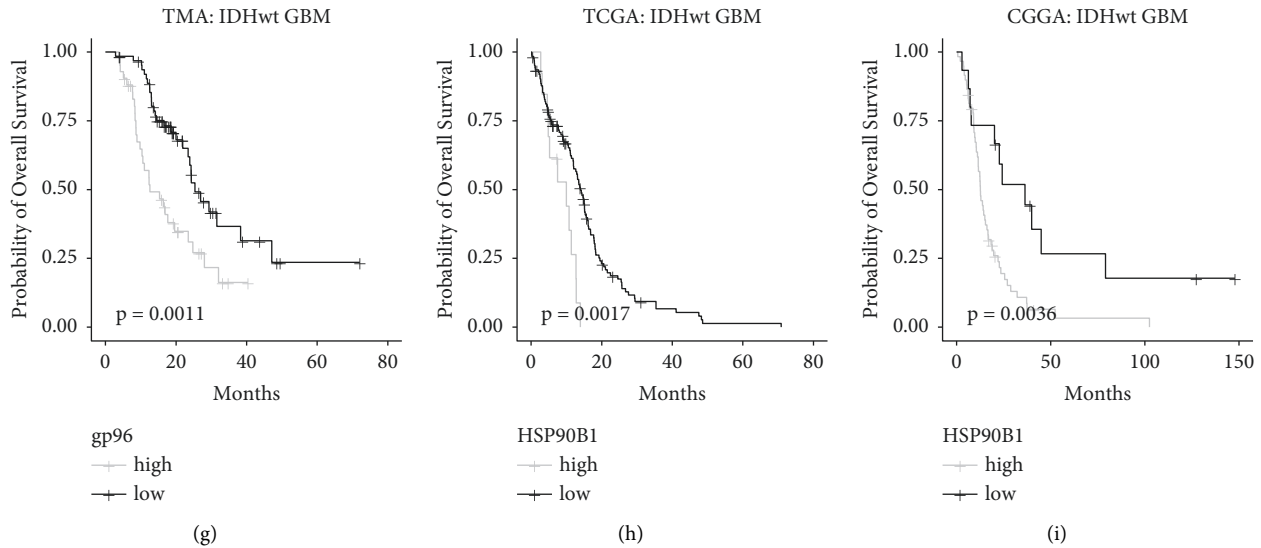 TMA: IDHwt GBM
Probability of Overall Survival
1.00
0.75
0.50
0.25
0.00
p = 0.0011
0 20 40 60 80
Months
gp96
high
low
(g)
TCGA: IDHwt GBM
Probability of Overall Survival
1.00
0.75
0.50
0.25
0.00
p = 0.0017
0 20 40 60 80
Months
HSP90B1
high
low
(h)
CGGA: IDHwt GBM
Probability of Overall Survival
1.00
0.75
0.50
0.25
0.00
p = 0.0036
0 50 100 150
Months
HSP90B1
high
low
(i)